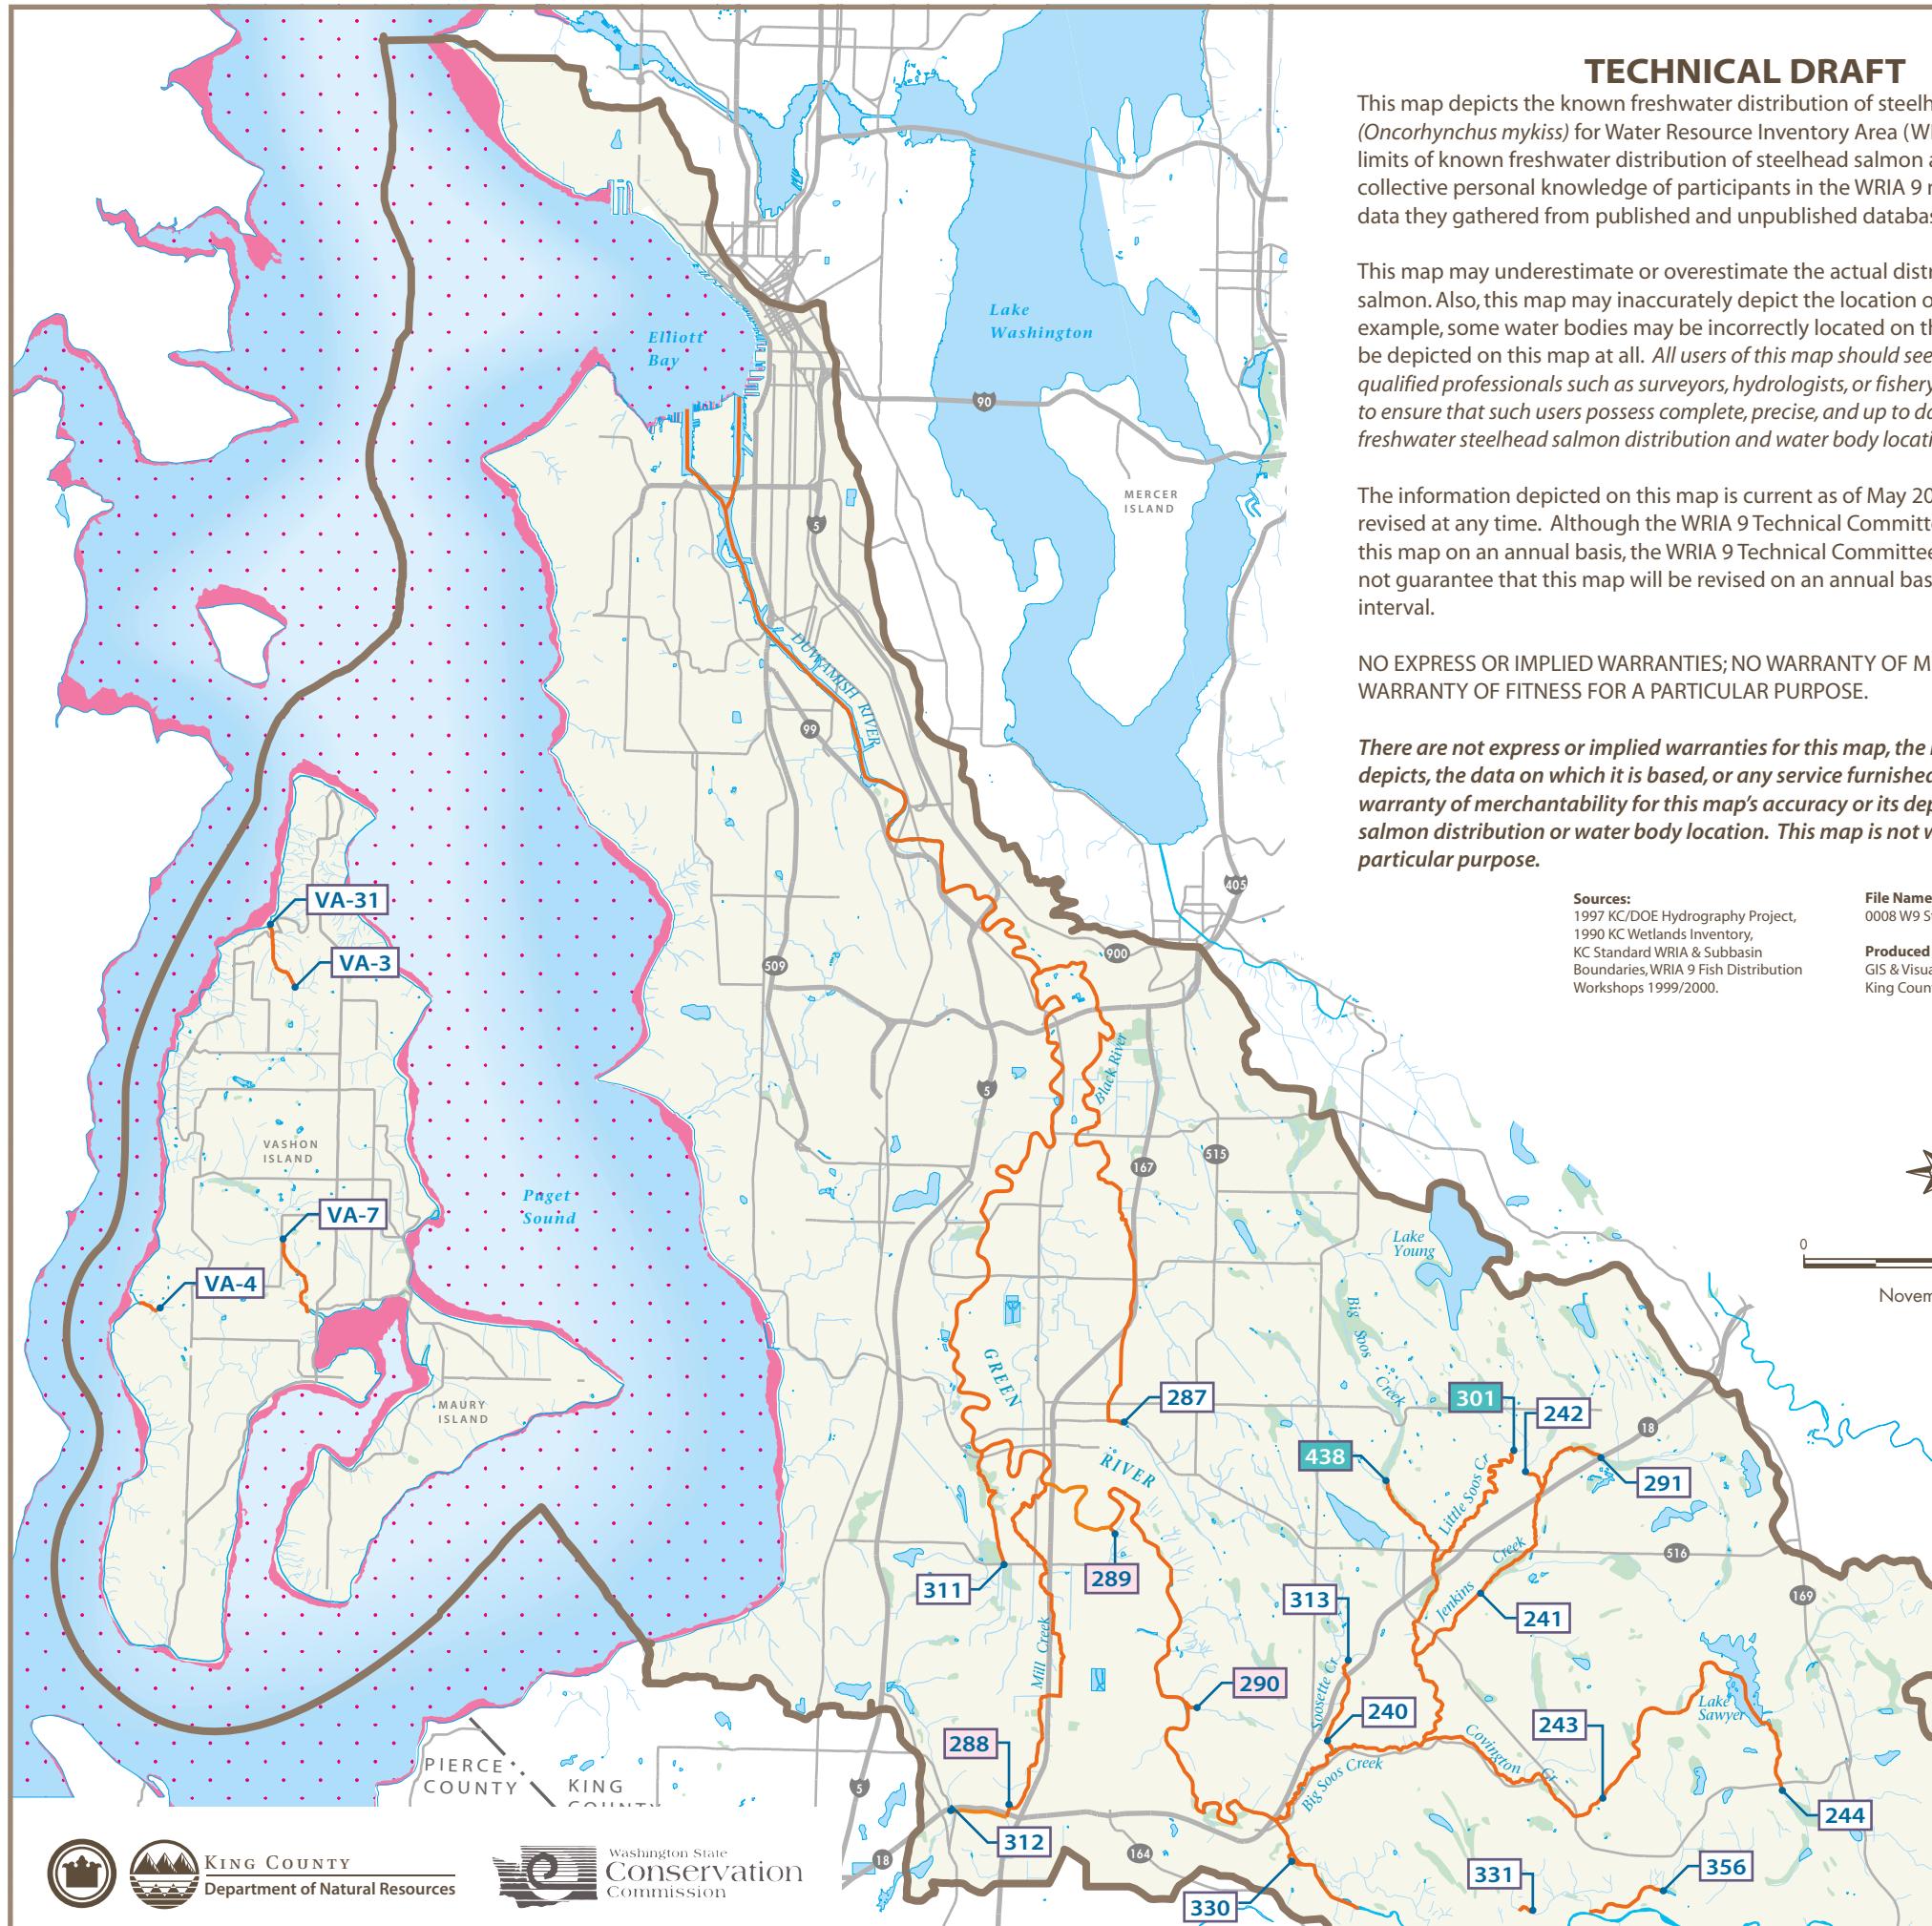 TECHNICAL DRAFT
This map depicts the known freshwater distribution of
(Oncorhynchus mykiss) for Water Resource Inventory Area
limits of known freshwater distribution of steelhead salmon
collective personal knowledge of participants in the WRIA 9
data they gathered from published and unpublished
This map may underestimate or overestimate the actual
salmon. Also, this map may inaccurately depict the location
example, some water bodies may be incorrectly located on
be depicted on this map at all. All users of this map should
qualified professionals such as surveyors, hydrologists, or fishery
to ensure that such users possess complete, precise, and up to
freshwater steelhead salmon distribution and water body
The information depicted on this map is current as of May
revised at any time. Although the WRIA 9 Technical
this map on an annual basis, the WRIA 9 Technical Committee
not guarantee that this map will be revised on an annual
interval.
NO EXPRESS OR IMPLIED WARRANTIES; NO WARRANTY OF
WARRANTY OF FITNESS FOR A PARTICULAR PURPOSE.
There are not express or implied warranties for this map, the
depicts, the data on which it is based, or any service furnished
warranty of merchantability for this map's accuracy or its
salmon distribution or water body location. This map is not
particular purpose.
Sources:
1997 KC/DOE Hydrography Project,
1990 KC Wetlands Inventory,
KC Standard WRIA & Subbasin
Boundaries, WRIA 9 Fish Distribution
Workshops 1999/2000.
File Name
0008 W9
Produced
GIS &
King
0
Elliott
Bay
Lake
Washington
90
MERCER
ISLAND
5
DUWAMISH RIVER
99
405
VA-31
VA-3
509
900
Black River
5
VASHON
ISLAND
167
515
Puget
Sound
VA-7
VA-4
Lake
Young
Big Soos
Creek
GREEN
RIVER
MAURY
ISLAND
287
301
242
18
438
291
Little Soos Cr
Jenkins Creek
516
311
289
313
241
169
Mill Creek
290
Soosette Cr
240
243
Lake
Sawyer
288
Covington Cr
Big Soos Creek
244
PIERCE
COUNTY
KING
COUNTY
5
312
18
164
331
356
330
KING COUNTY
Department of Natural Resources
Washington State
Conservation
Commission